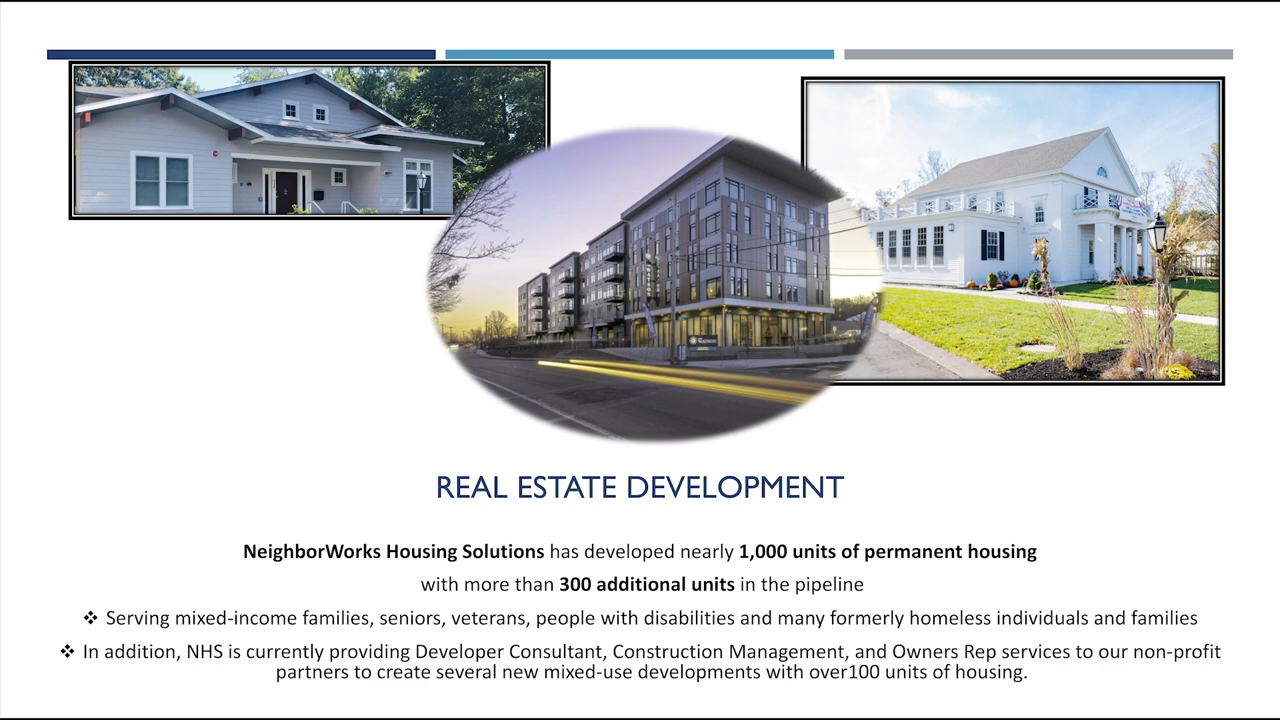 REAL ESTATE DEVELOPMENT
NeighborWorks Housing Solutions has developed nearly 1,000 units of permanent housing
with more than 300 additional units in the pipeline
❖ Serving mixed-income families, seniors, veterans, people with disabilities and many formerly homeless individuals and families
❖ In addition, NHS is currently providing Developer Consultant, Construction Management, and Owners Rep services to our non-profit
partners to create several new mixed-use developments with over100 units of housing.